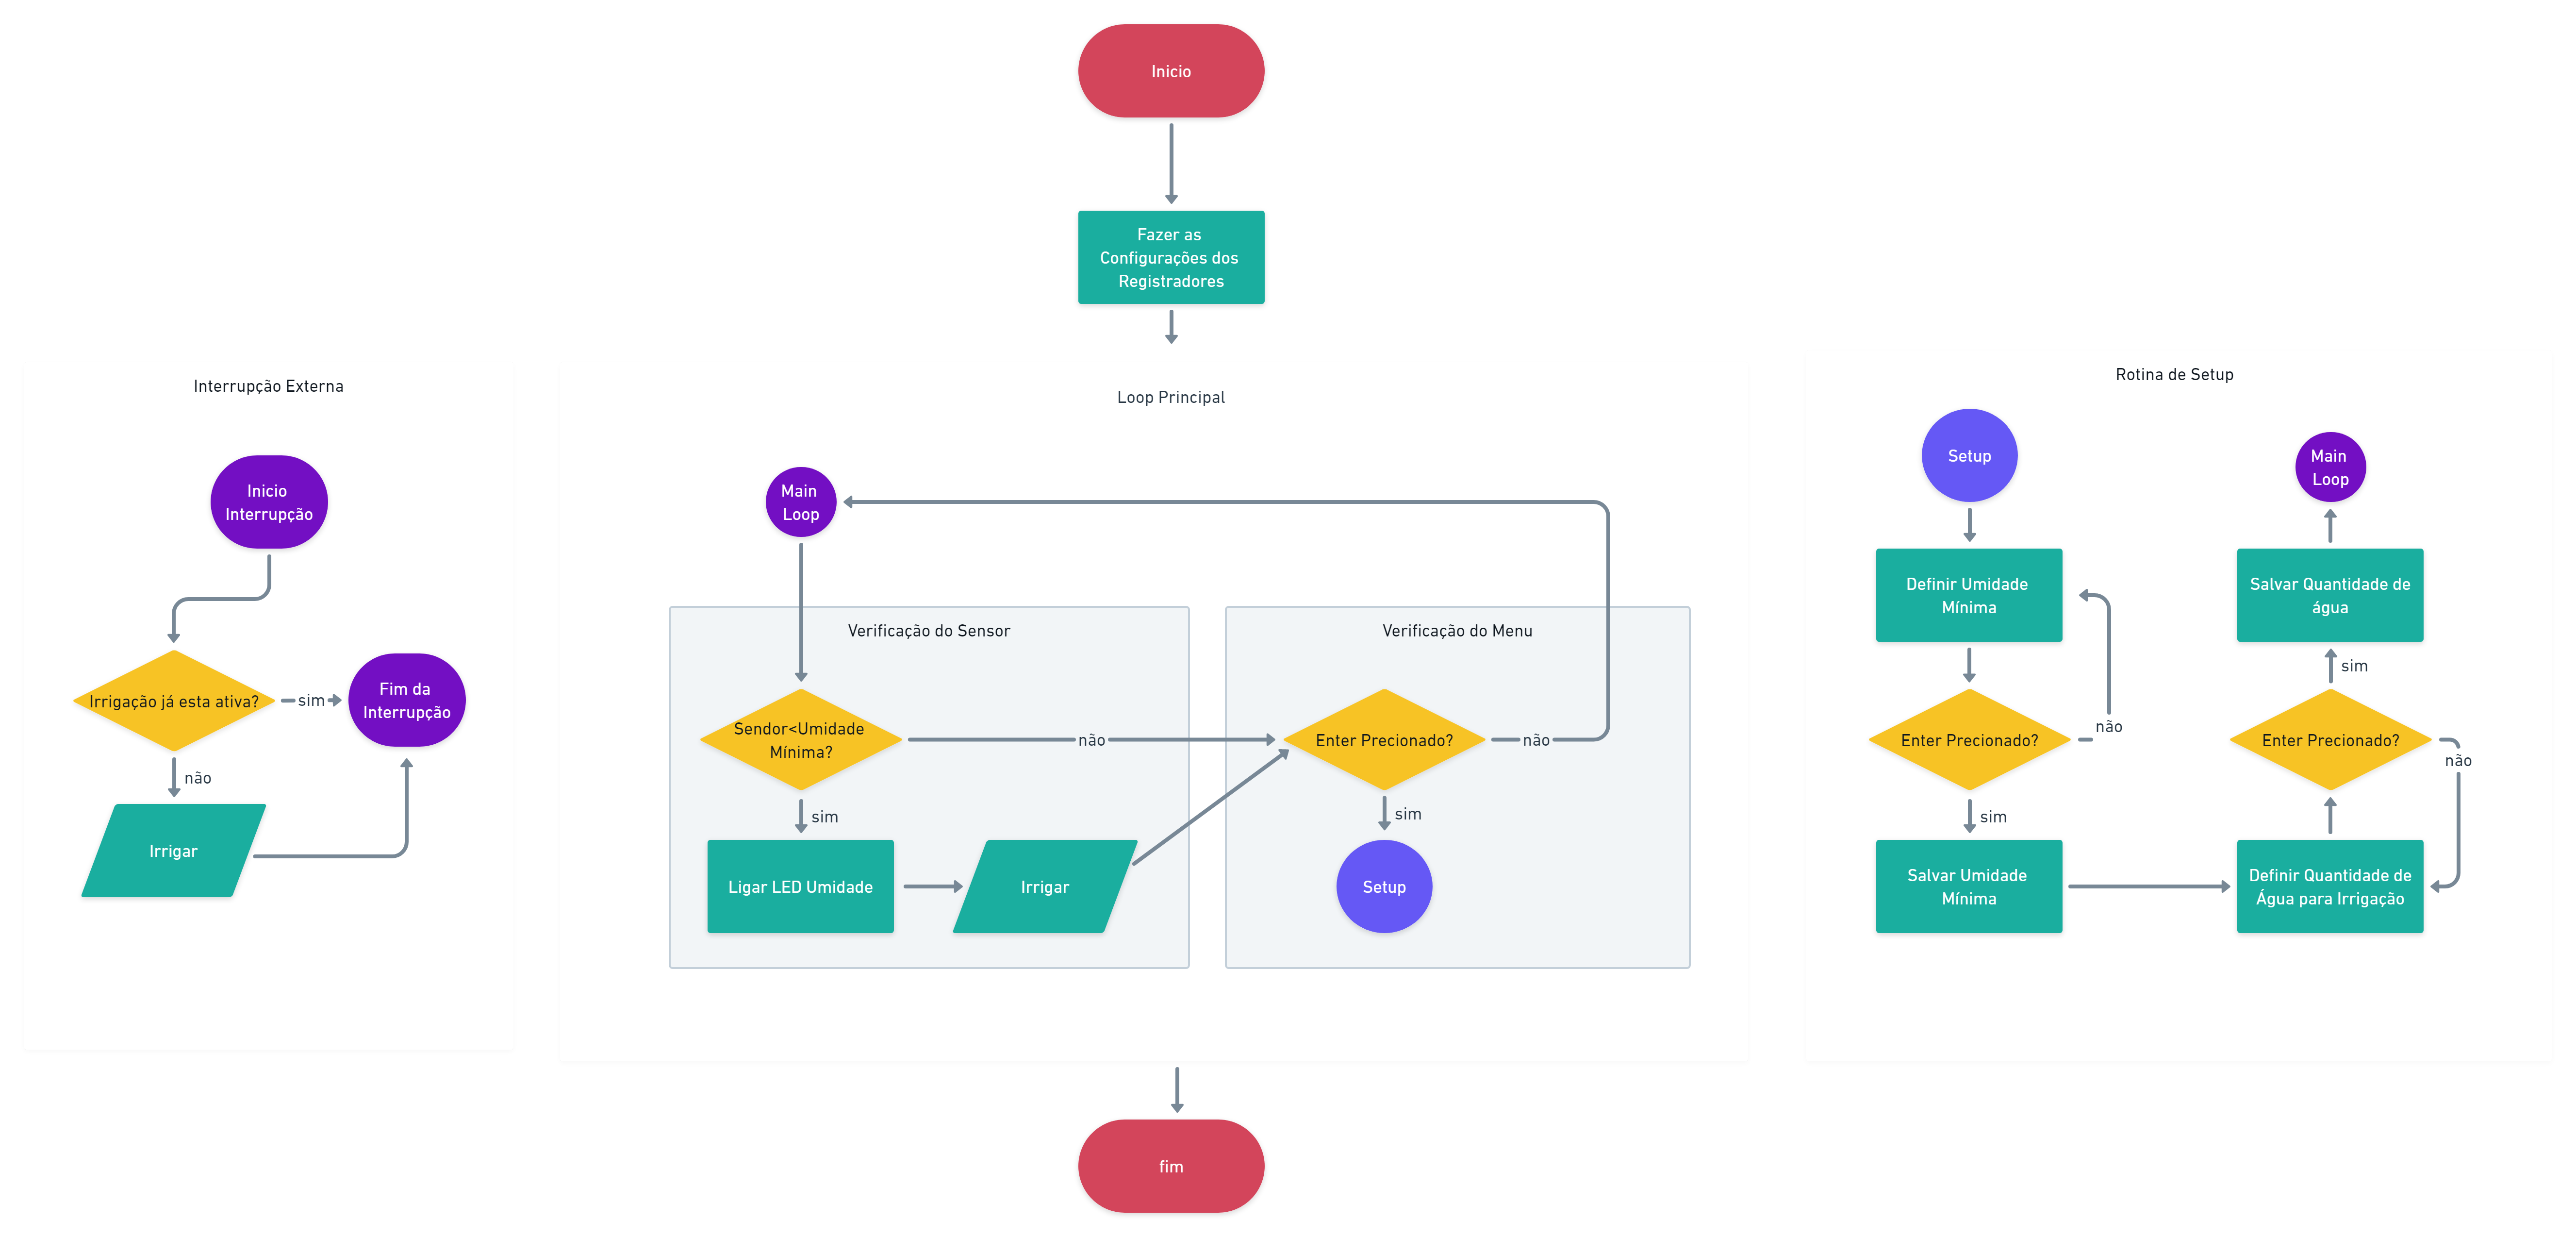 Inicio
Fazer as
Configurações dos
Registradores
Interrupção Externa
Inicio
Interrupção
Irrigação já esta ativa?
sim
Fim da
Interrupção
não
Irrigar
Loop Principal
Main
Loop
Verificação do Sensor
Sendor<Umidade
Mínima?
não
sim
Ligar LED Umidade
Irrigar
Verificação do Menu
Enter Precionado?
não
sim
Setup
Rotina de Setup
Setup
Definir Umidade
Mínima
Enter Precionado?
não
sim
Salvar Umidade
Mínima
Main
Loop
Salvar Quantidade de
água
sim
Enter Precionado?
não
Definir Quantidade de
Água para Irrigação
fim